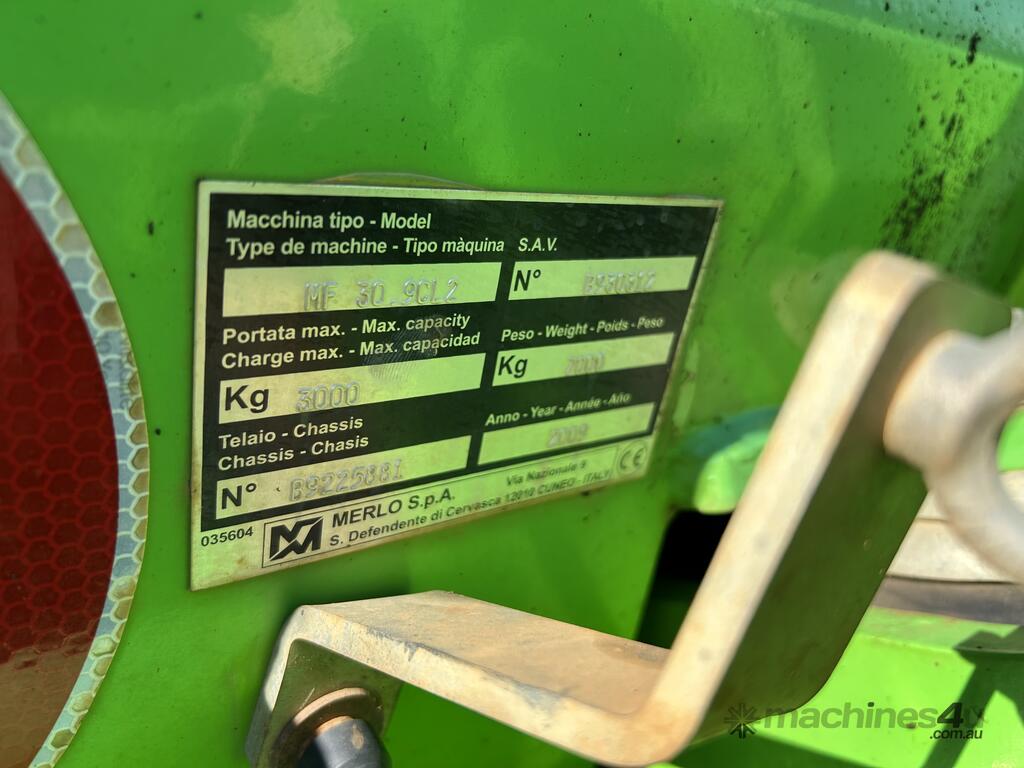 Macchina tipo - Model
Type de machine - Tipo màquina S.A.V.
MF 30.9CL2 N° B930312
Portata max. - Max. capacity Peso - Weight - Poids - Peso
Charge max. - Max. capacidad
Kg 3000 Kg
Telaio - Chassis Anno - Year - Année - Año
Chassis - Chasis 2009
N° B9225881
035604 MERLO S.p.A. Via Nazionale 9 CE
S. Defendente di Cervasca 12010 CUNEO - ITALY
machines4u
.com.au